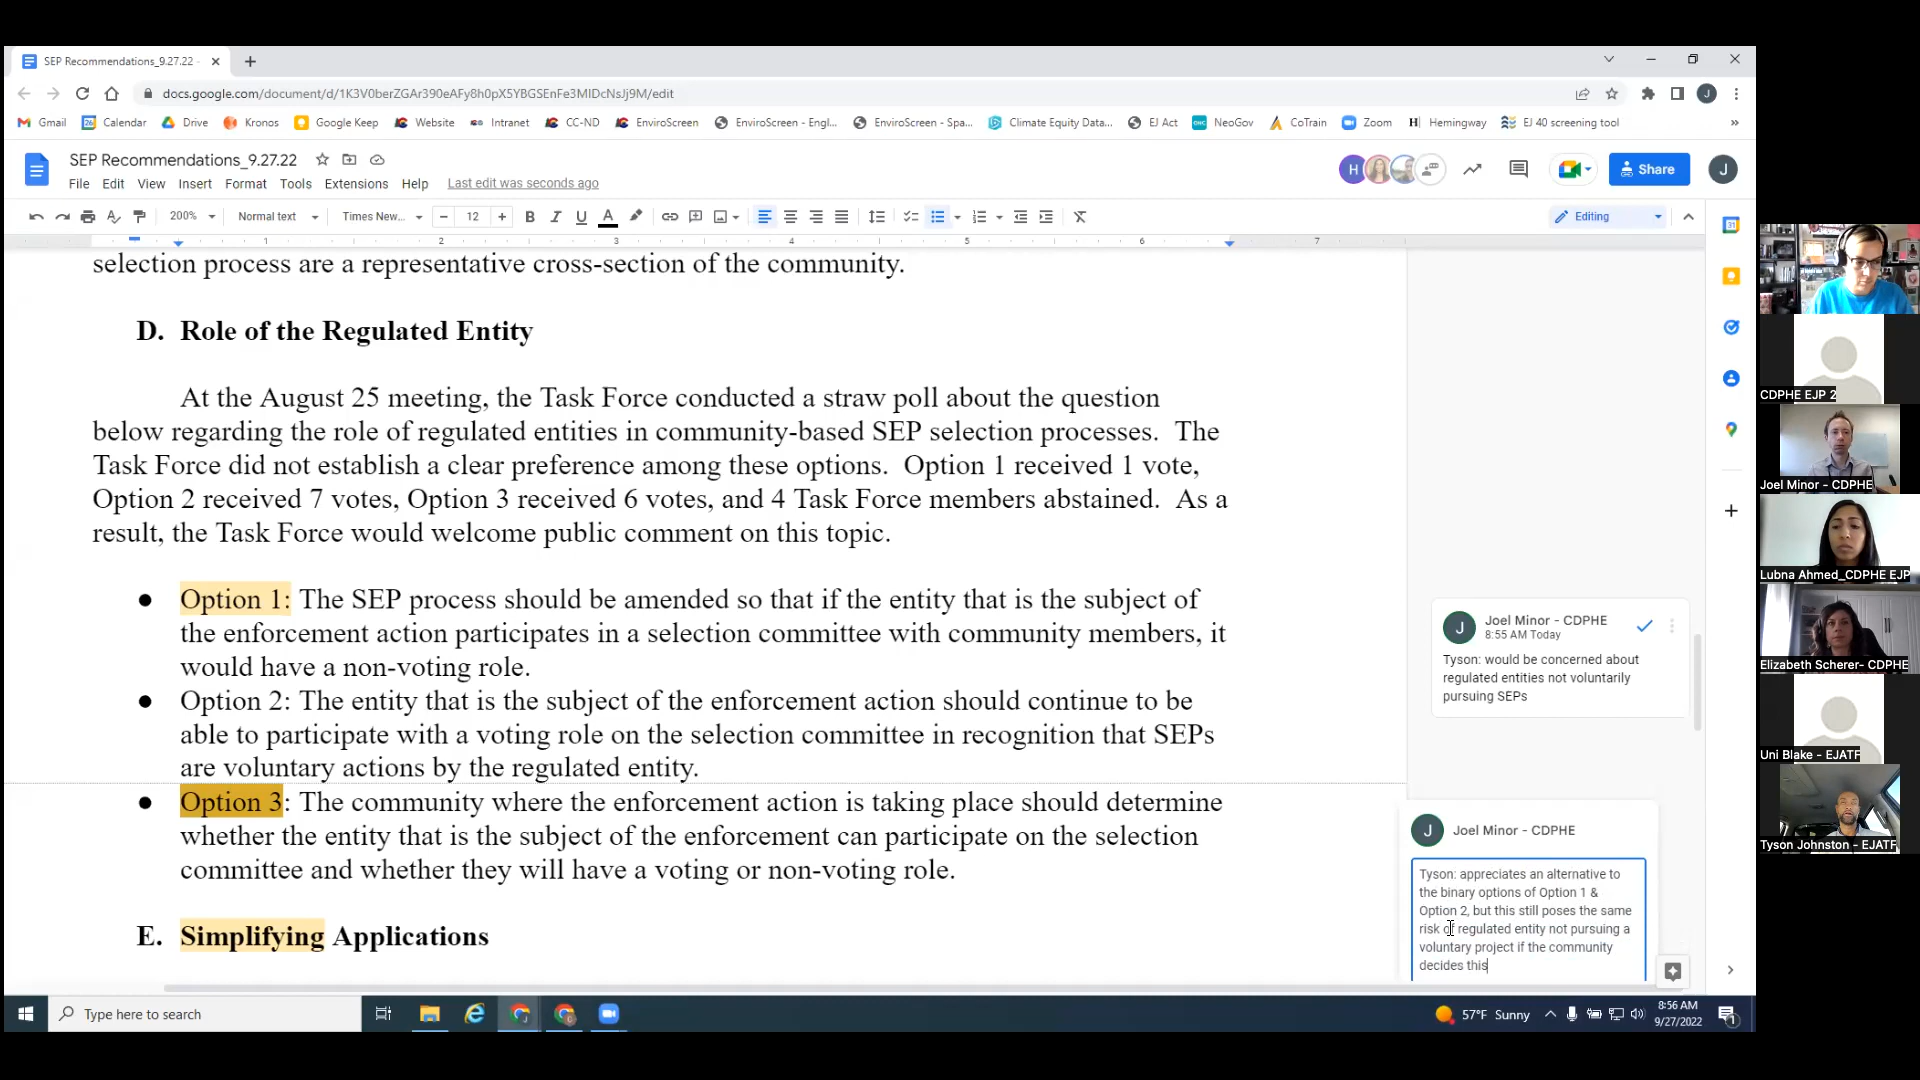 SEP Recommendations_9.27.22 -
docs.google.com/document/d/1K3V0berZGAr390eAFy8h0pX5YBGSEnFe3MIDcNsJj9M/edit
J
Gmail
Calendar
Drive
Kronos
Google Keep
Website
Intranet
CC-ND
EnviroScreen
EnviroScreen - Engl...
EnviroScreen - Spa...
Climate Equity Data...
EJ Act
NeoGov
CoTrain
Zoom
Hemingway
EJ 40 screening tool
SEP Recommendations_9.27.22
H
Share
J
File Edit View Insert Format Tools Extensions Help Last edit was seconds ago
200% Normal text Times New... 12 B I U A Editing
1 2 3 4 5 6 7
selection process are a representative cross-section of the community.
D. Role of the Regulated Entity
At the August 25 meeting, the Task Force conducted a straw poll about the question
below regarding the role of regulated entities in community-based SEP selection processes. The
Task Force did not establish a clear preference among these options. Option 1 received 1 vote,
Option 2 received 7 votes, Option 3 received 6 votes, and 4 Task Force members abstained. As a
result, the Task Force would welcome public comment on this topic.
● Option 1: The SEP process should be amended so that if the entity that is the subject of
the enforcement action participates in a selection committee with community members, it
would have a non-voting role.
● Option 2: The entity that is the subject of the enforcement action should continue to be
able to participate with a voting role on the selection committee in recognition that SEPs
are voluntary actions by the regulated entity.
● Option 3: The community where the enforcement action is taking place should determine
whether the entity that is the subject of the enforcement can participate on the selection
committee and whether they will have a voting or non-voting role.
E. Simplifying Applications
J
Joel Minor - CDPHE
8:55 AM Today
Tyson: would be concerned about
regulated entities not voluntarily
pursuing SEPs
J
Joel Minor - CDPHE
Tyson: appreciates an alternative to
the binary options of Option 1 &
Option 2, but this still poses the same
risk of regulated entity not pursuing a
voluntary project if the community
decides this
CDPHE EJP 2
Joel Minor - CDPHE
Lubna Ahmed_CDPHE EJP
Elizabeth Scherer- CDPHE
Uni Blake - EJATF
Tyson Johnston - EJATF
Type here to search
57°F Sunny
8:56 AM
9/27/2022
1